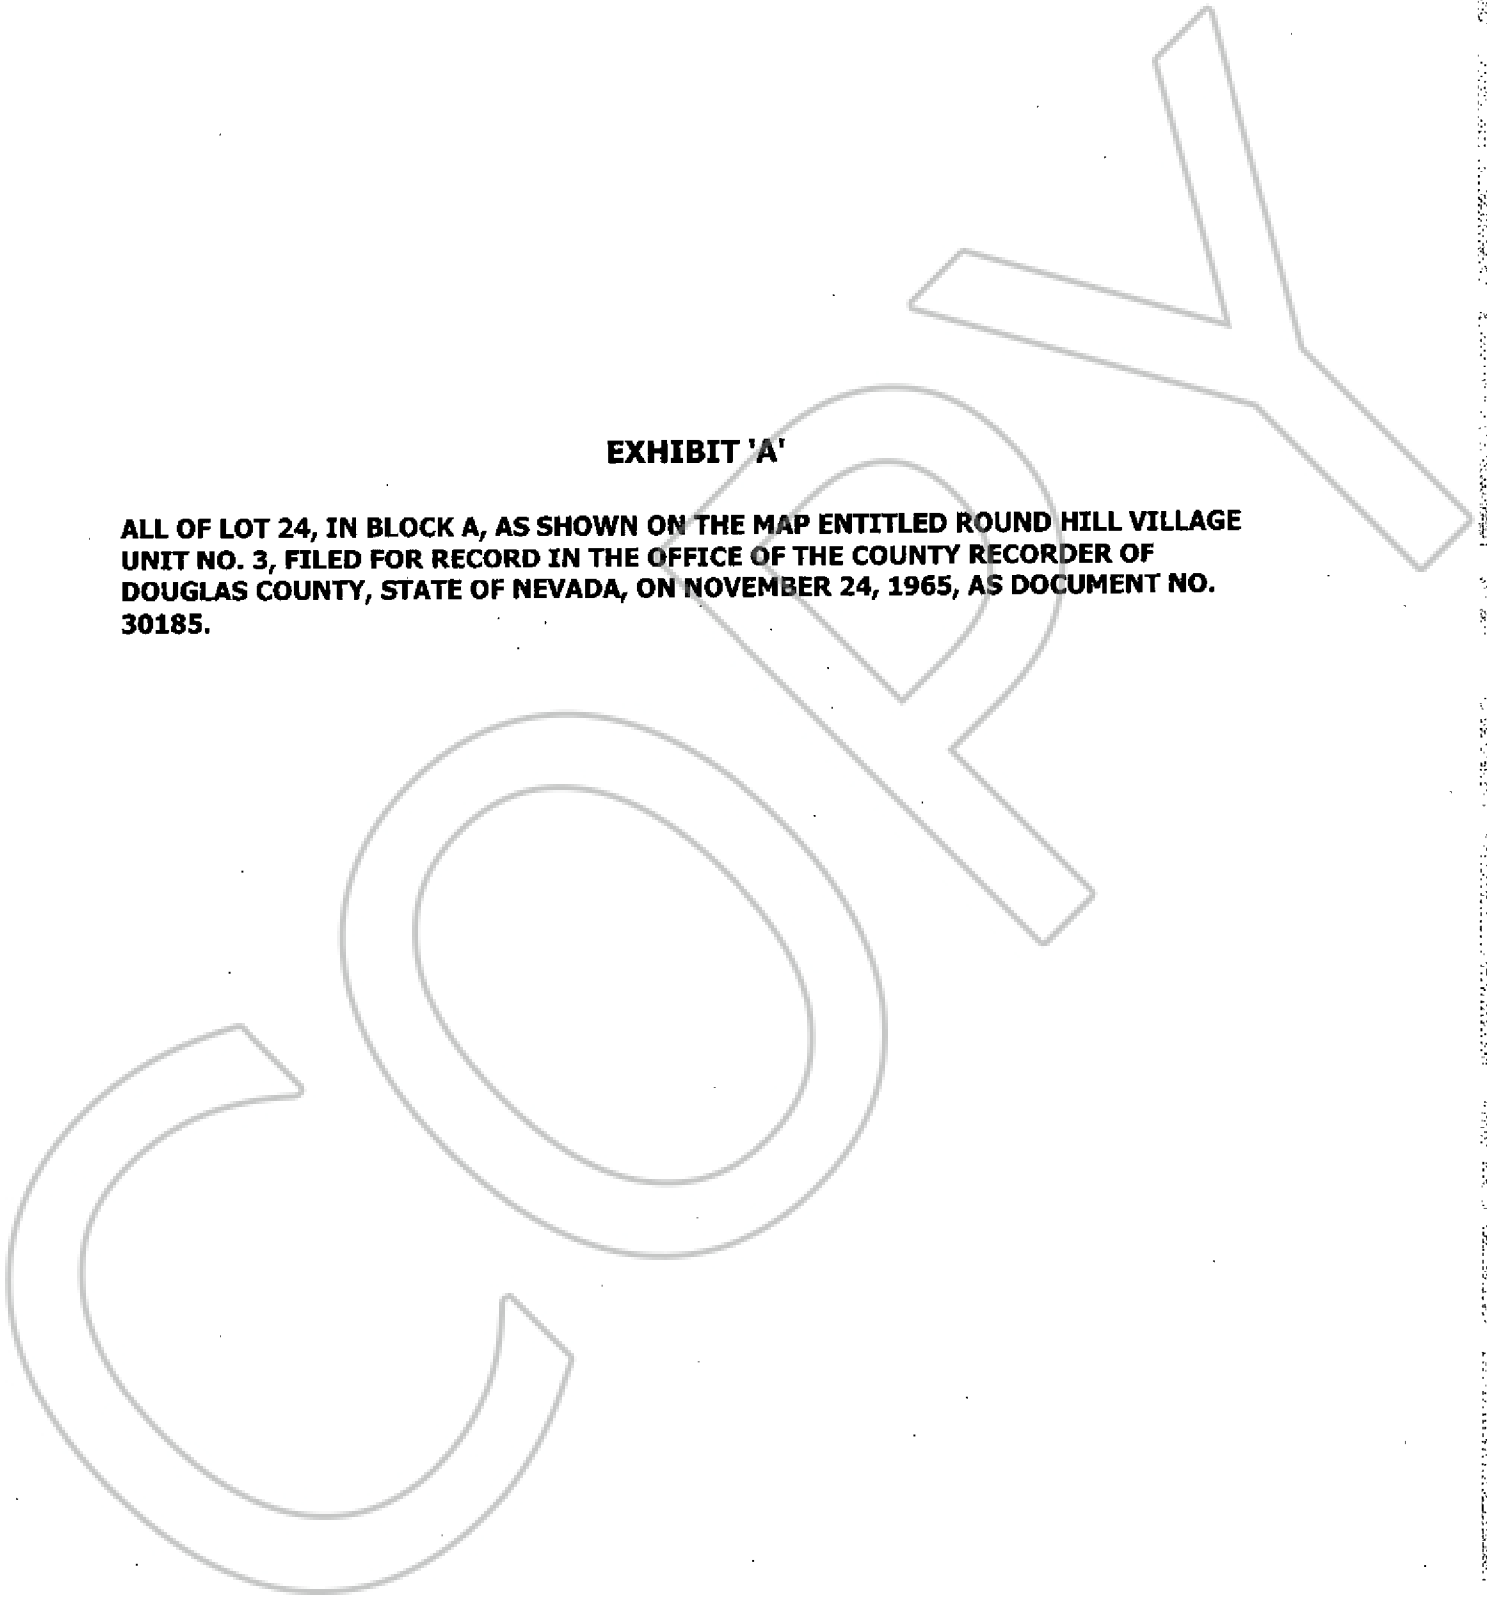 EXHIBIT 'A'
ALL OF LOT 24, IN BLOCK A, AS SHOWN ON THE MAP ENTITLED ROUND HILL VILLAGE
UNIT NO. 3, FILED FOR RECORD IN THE OFFICE OF THE COUNTY RECORDER OF
DOUGLAS COUNTY, STATE OF NEVADA, ON NOVEMBER 24, 1965, AS DOCUMENT NO.
30185.
COPY